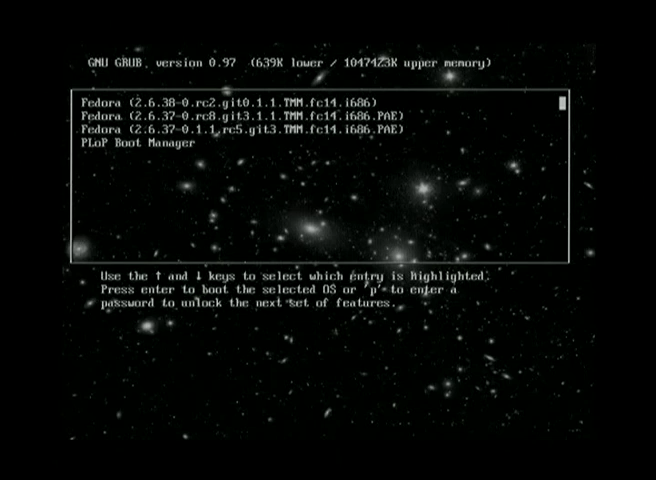 GNU GRUB  version 0.97  (639K lower / 1047423K upper memory)
Fedora (2.6.38-0.rc2.git0.1.1.TMM.fc14.i686)
Fedora (2.6.37-0.rc8.git3.1.1.TMM.fc14.i686.PAE)
Fedora (2.6.37-0.1.1.rc5.git3.TMM.fc14.i686.PAE)
PLoP Boot Manager
Use the ↑ and ↓ keys to select which entry is highlighted.
Press enter to boot the selected OS or 'p' to enter a
password to unlock the next set of features.